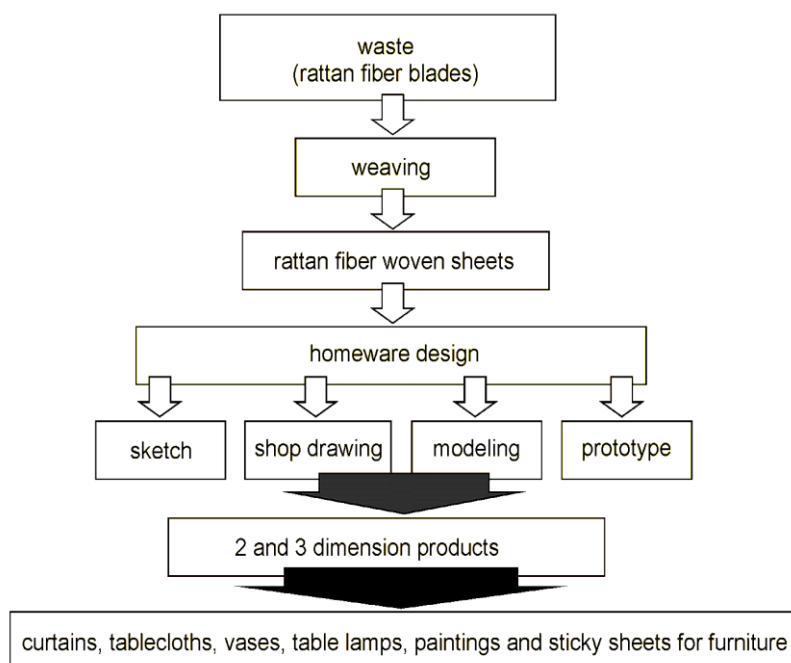 waste
(rattan fiber blades)
weaving
rattan fiber woven sheets
homeware design
sketch
shop drawing
modeling
prototype
2 and 3 dimension products
curtains, tablecloths, vases, table lamps, paintings and sticky sheets for furniture